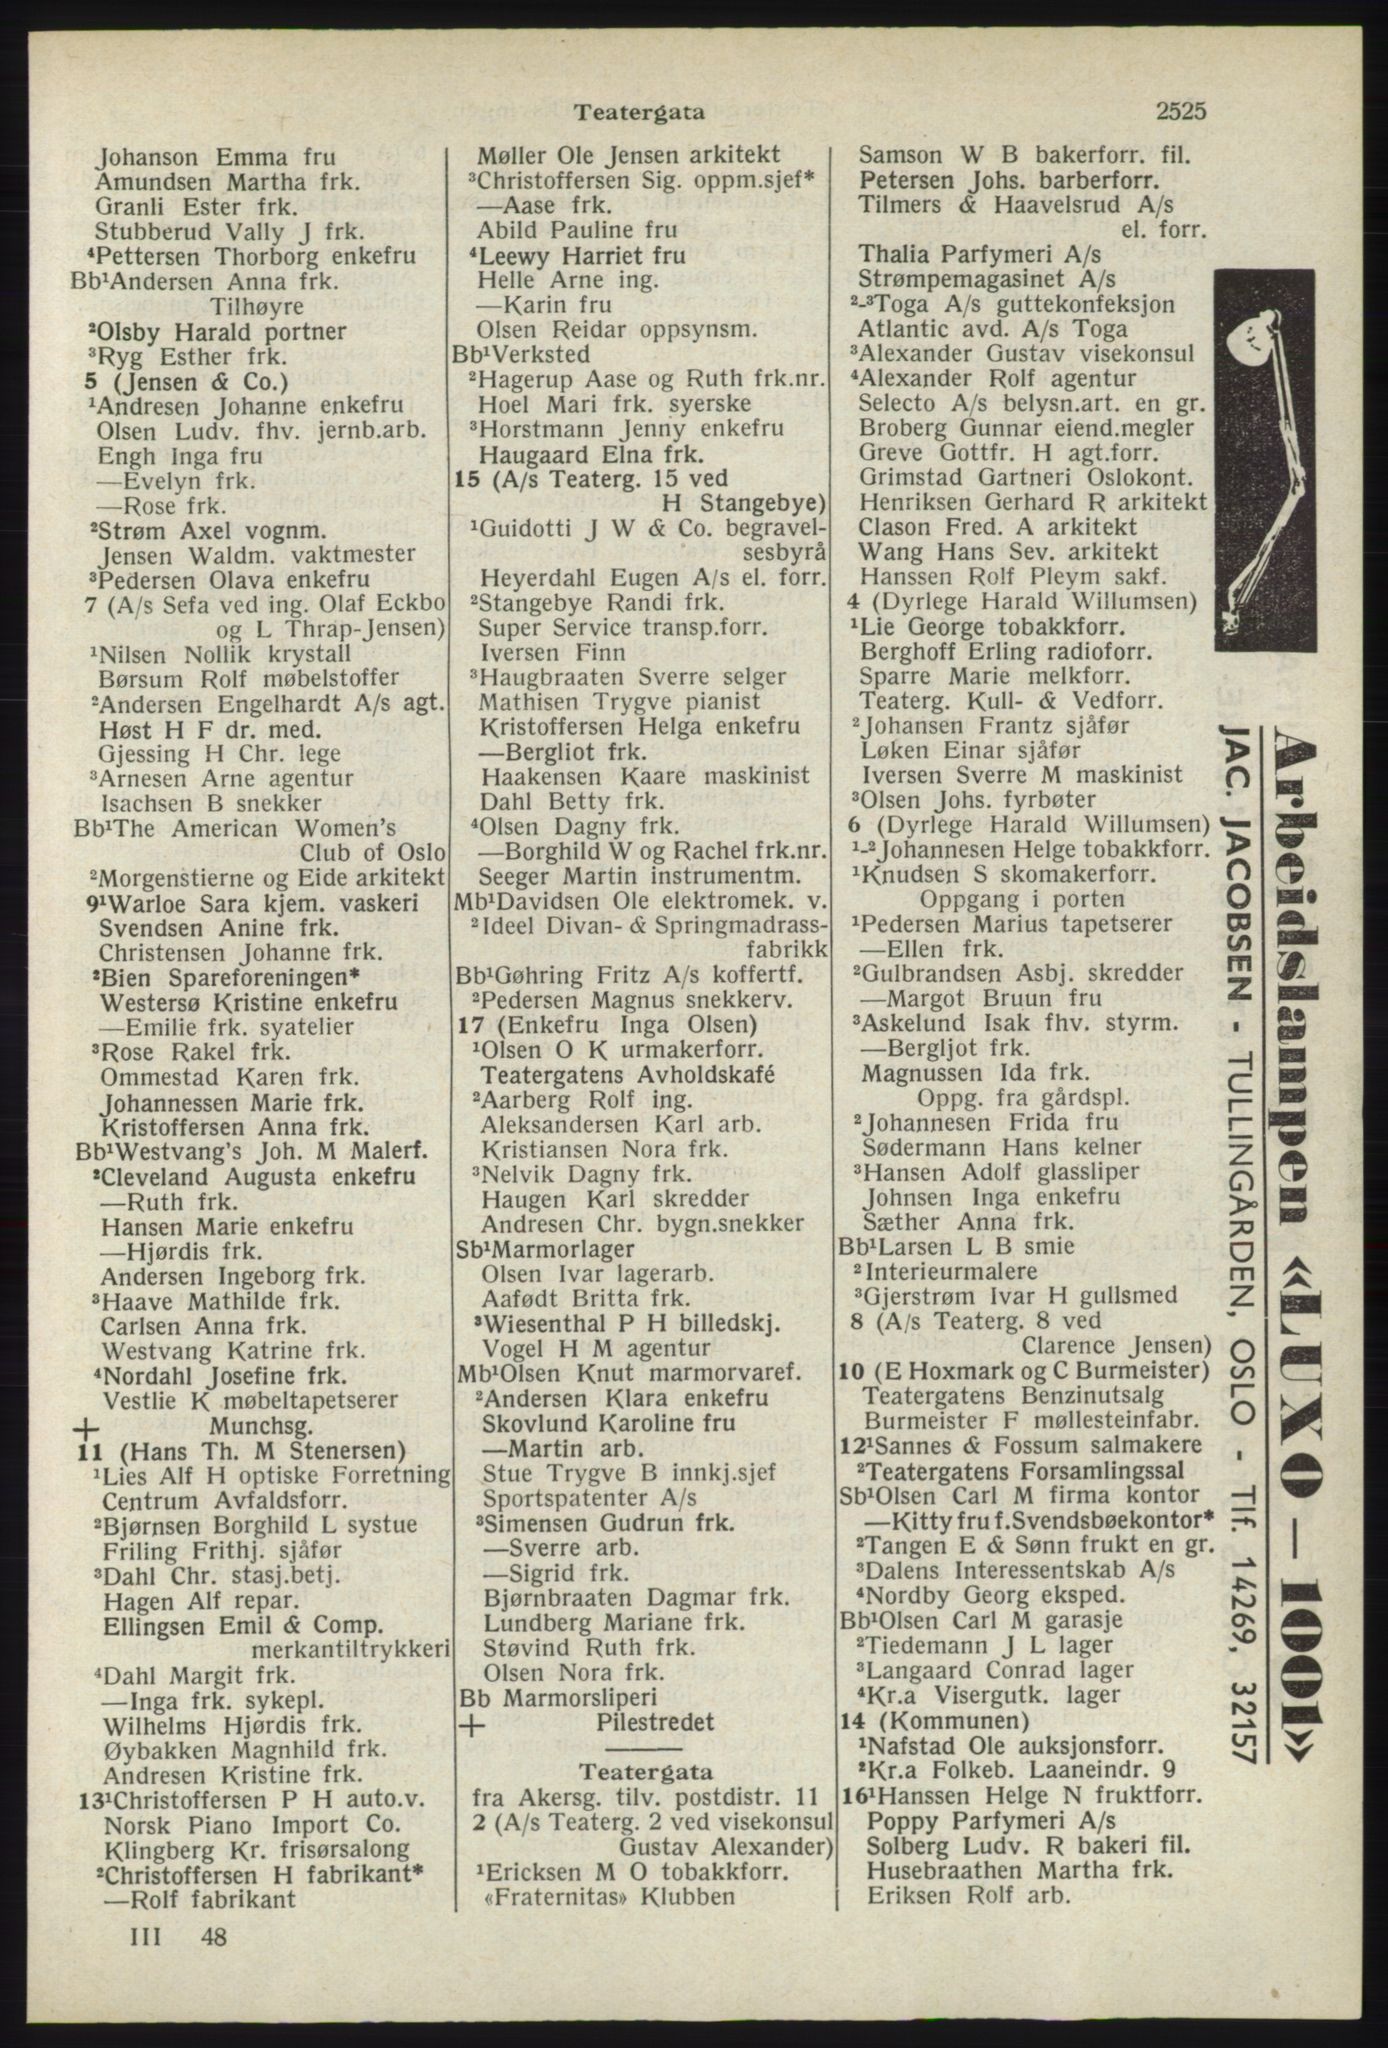 Teatergata
2525
Johanson Emma fru
Amundsen Martha frk.
Granli Ester frk.
Stubberud Vally J frk.
⁴Pettersen Thorborg enkefru
Bb¹Andersen Anna frk.
Tilhøyre
²Olsby Harald portner
³Ryg Esther frk.
5 (Jensen & Co.)
¹Andresen Johanne enkefru
Olsen Ludv. fhv. jernb.arb.
Engh Inga fru
—Evelyn frk.
—Rose frk.
²Strøm Axel vognm.
Jensen Waldm. vaktmester
³Pedersen Olava enkefru
7 (A/s Sefa ved ing. Olaf Eckbo
og L Thrap-Jensen)
¹Nilsen Nollik krystall
Børsum Rolf møbelstoffer
²Andersen Engelhardt A/s agt.
Høst H F dr. med.
Gjessing H Chr. lege
³Arnesen Arne agentur
Isachsen B snekker
Bb¹The American Women's
Club of Oslo
²Morgenstierne og Eide arkitekt
9¹Warloe Sara kjem. vaskeri
Svendsen Anine frk.
Christensen Johanne frk.
²Bien Spareforeningen*
Westersø Kristine enkefru
—Emilie frk. syatelier
³Rose Rakel frk.
Ommestad Karen frk.
Johannessen Marie frk.
Kristoffersen Anna frk.
Bb¹Westvang's Joh. M Malerf.
²Cleveland Augusta enkefru
—Ruth frk.
Hansen Marie enkefru
—Hjørdis frk.
Andersen Ingeborg frk.
³Haave Mathilde frk.
Carlsen Anna frk.
Westvang Katrine frk.
⁴Nordahl Josefine frk.
Vestlie K møbeltapetserer
+ Munchsg.
11 (Hans Th. M Stenersen)
¹Lies Alf H optiske Forretning
Centrum Avfaldsforr.
²Bjørnsen Borghild L systue
Friling Frithj. sjåfør
³Dahl Chr. stasj.betj.
Hagen Alf repar.
Ellingsen Emil & Comp.
merkantiltrykkeri
⁴Dahl Margit frk.
—Inga frk. sykepl.
Wilhelms Hjørdis frk.
Øybakken Magnhild frk.
Andresen Kristine frk.
13¹Christoffersen P H auto.v.
Norsk Piano Import Co.
Klingberg Kr. frisørsalong
²Christoffersen H fabrikant*
—Rolf fabrikant
III 48
Møller Ole Jensen arkitekt
³Christoffersen Sig. oppm.sjef*
—Aase frk.
Abild Pauline fru
⁴Leewy Harriet fru
Helle Arne ing.
—Karin fru
Olsen Reidar oppsynsm.
Bb¹Verksted
²Hagerup Aase og Ruth frk.nr.
Hoel Mari frk. syerske
³Horstmann Jenny enkefru
Haugaard Elna frk.
15 (A/s Teaterg. 15 ved
H Stangebye)
¹Guidotti J W & Co. begravel-
sesbyrå
Heyerdahl Eugen A/s el. forr.
²Stangebye Randi frk.
Super Service transp.forr.
Iversen Finn
³Haugbraaten Sverre selger
Mathisen Trygve pianist
Kristoffersen Helga enkefru
—Bergliot frk.
Haakensen Kaare maskinist
Dahl Betty frk.
⁴Olsen Dagny frk.
—Borghild W og Rachel frk.nr.
Seeger Martin instrumentm.
Mb¹Davidsen Ole elektromek. v.
²Ideel Divan- & Springmadrass-
fabrikk
Bb¹Gøhring Fritz A/s koffertf.
²Pedersen Magnus snekkerv.
17 (Enkefru Inga Olsen)
¹Olsen O K urmakerforr.
Teatergatens Avholdskafé
²Aarberg Rolf ing.
Aleksandersen Karl arb.
Kristiansen Nora frk.
³Nelvik Dagny frk.
Haugen Karl skredder
Andresen Chr. bygn.snekker
Sb¹Marmorlager
Olsen Ivar lagerarb.
Aafødt Britta frk.
³Wiesenthal P H billedskj.
Vogel H M agentur
Mb¹Olsen Knut marmorvaref.
²Andersen Klara enkefru
Skovlund Karoline fru
—Martin arb.
Stue Trygve B innkj.sjef
Sportspatenter A/s
³Simensen Gudrun frk.
—Sverre arb.
—Sigrid frk.
Bjørnbraaten Dagmar frk.
Lundberg Mariane frk.
Støvind Ruth frk.
Olsen Nora frk.
Bb Marmorsliperi
+ Pilestredet
Teatergata
fra Akersg. tilv. postdistr. 11
2 (A/s Teaterg. 2 ved visekonsul
Gustav Alexander)
¹Ericksen M O tobakkforr.
«Fraternitas» Klubben
Samson W B bakerforr. fil.
Petersen Johs. barberforr.
Tilmers & Haavelsrud A/s
el. forr.
Thalia Parfymeri A/s
Strømpemagasinet A/s
²-³Toga A/s guttekonfeksjon
Atlantic avd. A/s Toga
³Alexander Gustav visekonsul
⁴Alexander Rolf agentur
Selecto A/s belysn.art. en gr.
Broberg Gunnar eiend.megler
Greve Gottfr. H agt.forr.
Grimstad Gartneri Oslokont.
Henriksen Gerhard R arkitekt
Clason Fred. A arkitekt
Wang Hans Sev. arkitekt
Hanssen Rolf Pleym sakf.
4 (Dyrlege Harald Willumsen)
¹Lie George tobakkforr.
Berghoff Erling radioforr.
Sparre Marie melkforr.
Teaterg. Kull- & Vedforr.
²Johansen Frantz sjåfør
Løken Einar sjåfør
Iversen Sverre M maskinist
³Olsen Johs. fyrbøter
6 (Dyrlege Harald Willumsen)
¹-²Johannesen Helge tobakkforr.
¹Knudsen S skomakerforr.
Oppgang i porten
¹Pedersen Marius tapetserer
—Ellen frk.
²Gulbrandsen Asbj. skredder
—Margot Bruun fru
³Askelund Isak fhv. styrm.
—Bergljot frk.
Magnussen Ida frk.
Oppg. fra gårdspl.
²Johannesen Frida fru
Sødermann Hans kelner
³Hansen Adolf glassliper
Johnsen Inga enkefru
Sæther Anna frk.
Bb¹Larsen L B smie
²Interieurmalere
³Gjerstrøm Ivar H gullsmed
8 (A/s Teaterg. 8 ved
Clarence Jensen)
10 (E Hoxmark og C Burmeister)
Teatergatens Benzinutsalg
Burmeister F møllesteinfabr.
12¹Sannes & Fossum salmakere
²Teatergatens Forsamlingssal
Sb¹Olsen Carl M firma kontor
—Kitty fru f.Svendsbøekontor*
²Tangen E & Sønn frukt en gr.
³Dalens Interessentskab A/s
⁴Nordby Georg eksped.
Bb¹Olsen Carl M garasje
²Tiedemann J L lager
³Langaard Conrad lager
⁴Kr.a Visergutk. lager
14 (Kommunen)
¹Nafstad Ole auksjonsforr.
²Kr.a Folkeb. Laaneindr. 9
16¹Hanssen Helge N fruktforr.
Poppy Parfymeri A/s
Solberg Ludv. R bakeri fil.
Husebraathen Martha frk.
Eriksen Rolf arb.
Arbeidslampen «LUXO — 1001»
JAC. JACOBSEN - TULLINGÅRDEN, OSLO - Tlf. 14269, 32157